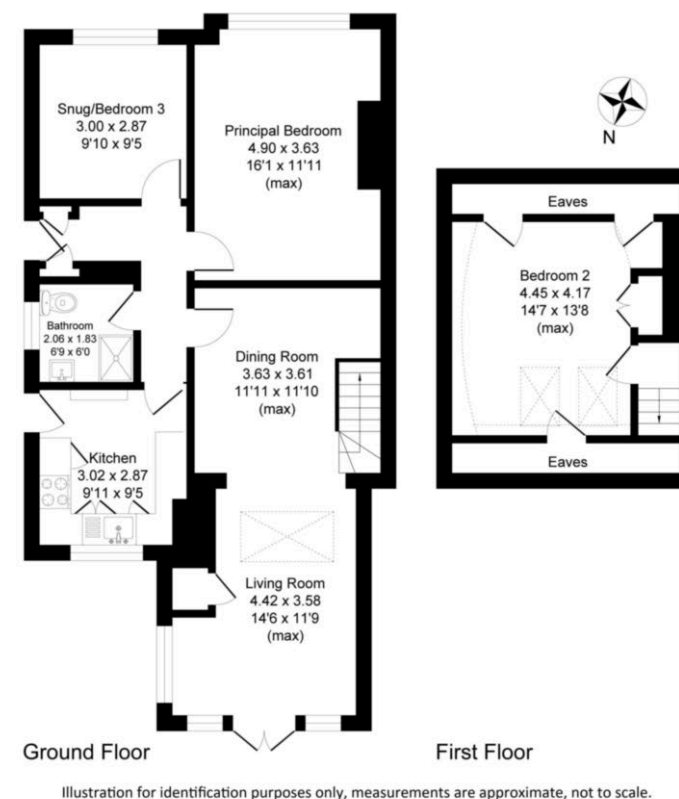 Snug/Bedroom 3
3.00 x 2.87
9'10 x 9'5
Principal Bedroom
4.90 x 3.63
16'1 x 11'11
(max)
N
Eaves
Bedroom 2
4.45 x 4.17
14'7 x 13'8
(max)
Bathroom
2.06 x 1.83
6'9 x 6'0
Dining Room
3.63 x 3.61
11'11 x 11'10
(max)
Kitchen
3.02 x 2.87
9'11 x 9'5
Eaves
Living Room
4.42 x 3.58
14'6 x 11'9
(max)
Ground Floor
First Floor
Illustration for identification purposes only, measurements are approximate, not to scale.